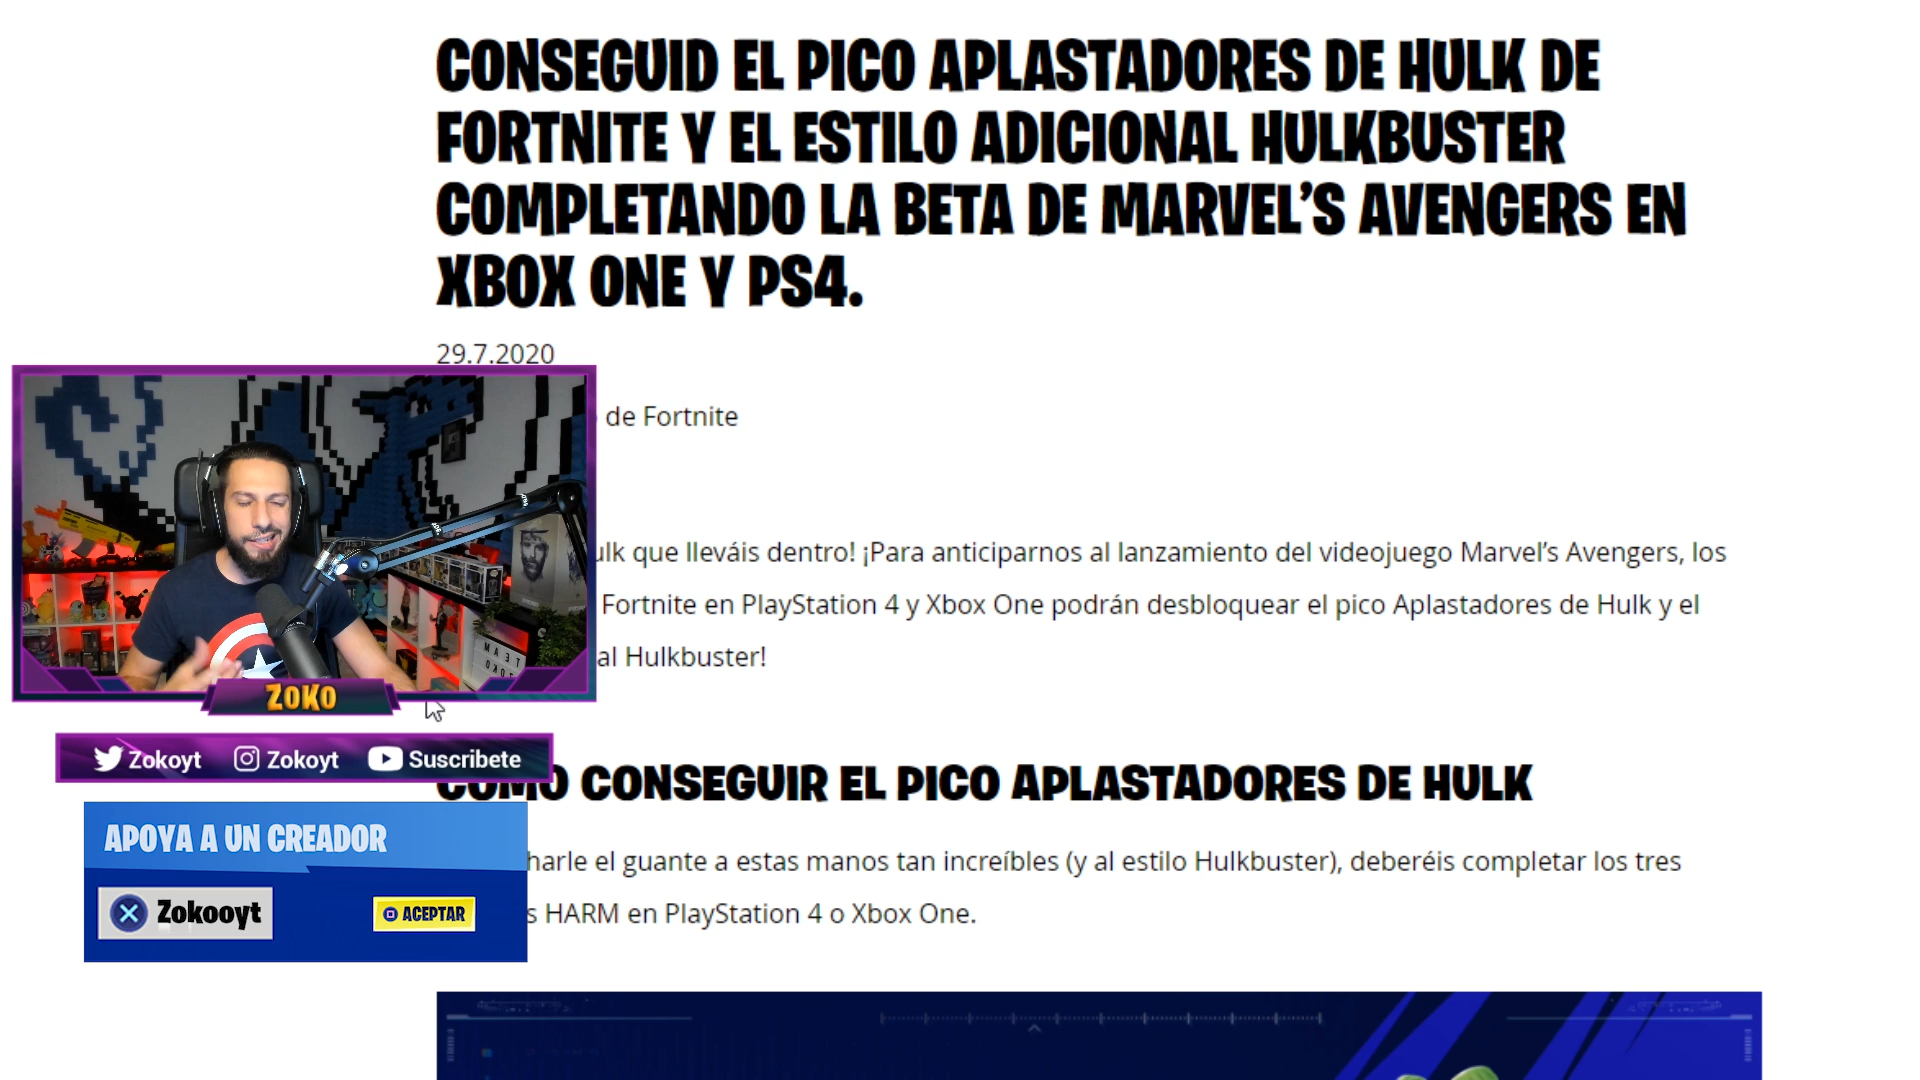 CONSEGUID EL PICO APLASTADORES DE HULK DE
FORTNITE Y EL ESTILO ADICIONAL HULKBUSTER
COMPLETANDO LA BETA DE MARVEL’S AVENGERS EN
XBOX ONE Y PS4.
29.7.2020
de Fortnite
ulk que lleváis dentro! ¡Para anticiparnos al lanzamiento del videojuego Marvel’s Avengers, los
Fortnite en PlayStation 4 y Xbox One podrán desbloquear el pico Aplastadores de Hulk y el
al Hulkbuster!
TEAM
ZOKO
ZOKO
Zokoyt Zokoyt Suscribete
CÓMO CONSEGUIR EL PICO APLASTADORES DE HULK
APOYA A UN CREADOR
harle el guante a estas manos tan increíbles (y al estilo Hulkbuster), deberéis completar los tres
Zokooyt ACEPTAR
s HARM en PlayStation 4 o Xbox One.